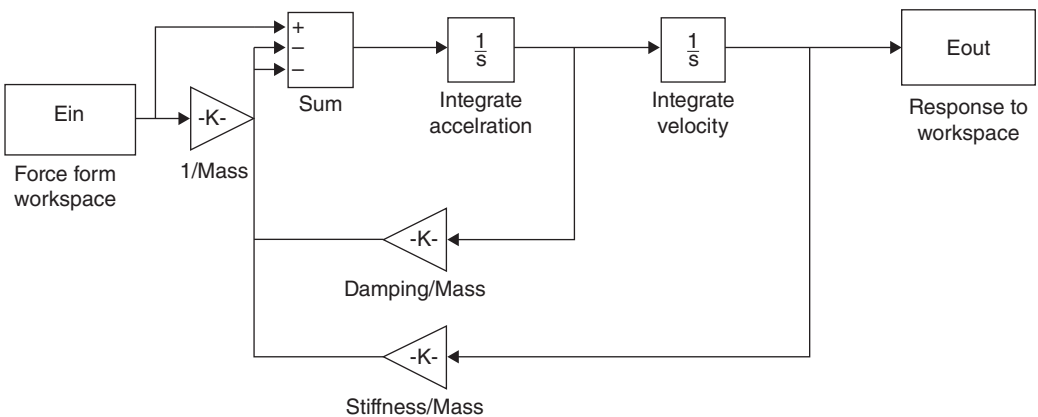 +
−
−
Sum
1
s
Integrate
accelration
1
s
Integrate
velocity
Eout
Response to
workspace
Ein
Force form
workspace
-K-
1/Mass
-K-
Damping/Mass
-K-
Stiffness/Mass